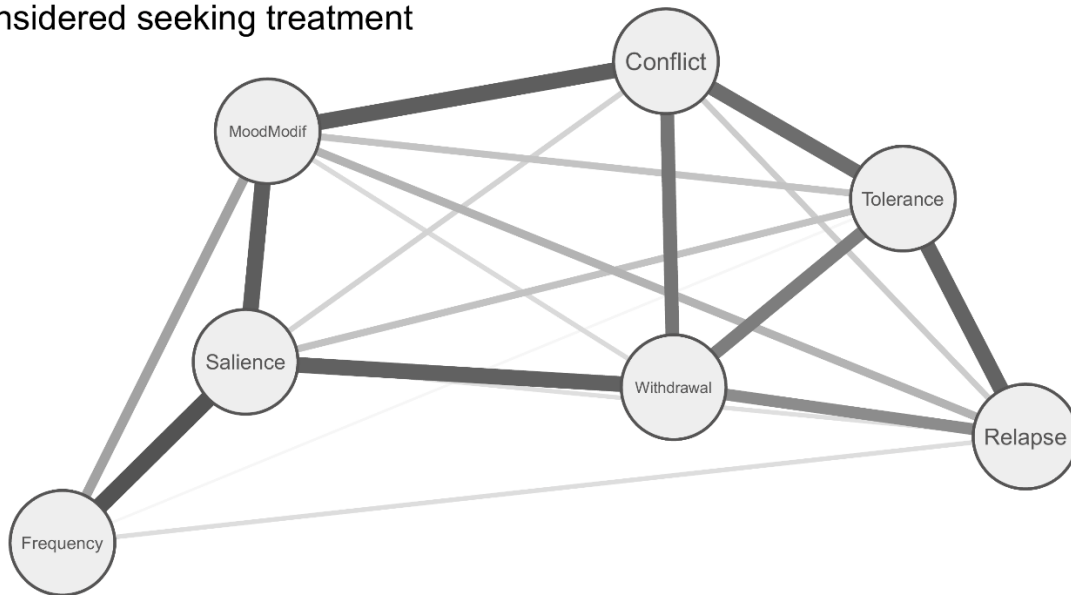 nsidered seeking treatment
Conflict
MoodModif
Tolerance
Salience
Withdrawal
Relapse
Frequency